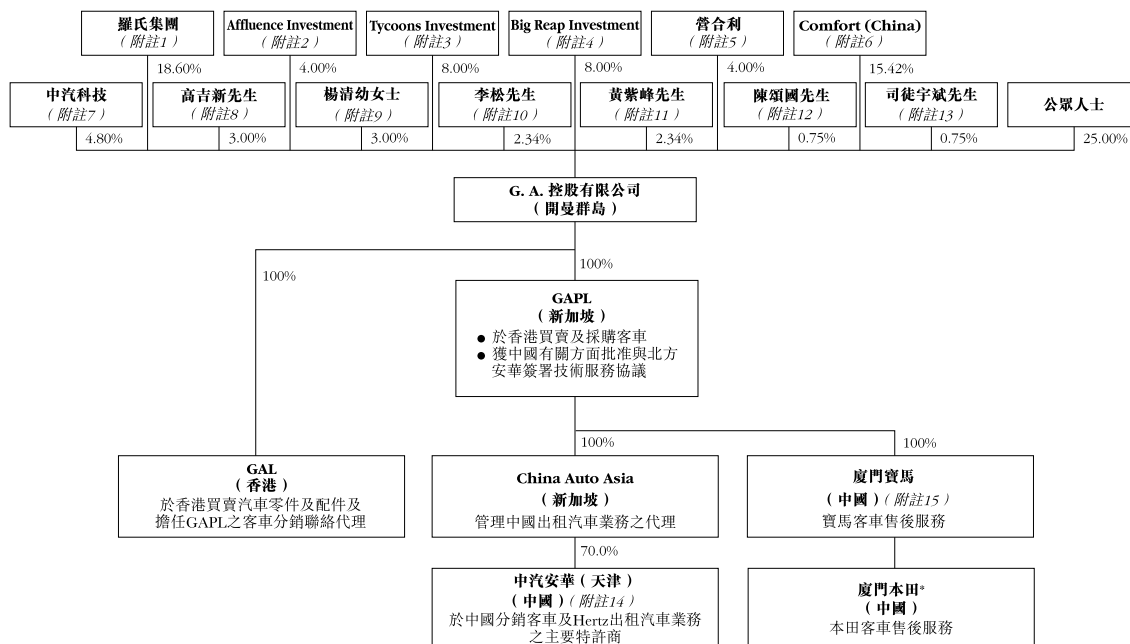 羅氏集團
（附註1）
Affluence Investment
（附註2）
Tycoons Investment
（附註3）
Big Reap Investment
（附註4）
營合利
（附註5）
Comfort (China)
（附註6）
18.60%
4.00%
8.00%
8.00%
4.00%
15.42%
中汽科技
（附註7）
高吉新先生
（附註8）
楊清幼女士
（附註9）
李松先生
（附註10）
黃紫峰先生
（附註11）
陳頌國先生
（附註12）
司徒宇斌先生
（附註13）
公眾人士
4.80%
3.00%
3.00%
2.34%
2.34%
0.75%
0.75%
25.00%
G. A. 控股有限公司
（開曼群島）
100%
100%
GAPL
（新加坡）
● 於香港買賣及採購客車
● 獲中國有關方面批准與北方
安華簽署技術服務協議
100%
100%
GAL
（香港）
於香港買賣汽車零件及配件及
擔任GAPL之客車分銷聯絡代理
China Auto Asia
（新加坡）
管理中國出租汽車業務之代理
廈門寶馬
（中國）（附註15）
寶馬客車售後服務
70.0%
中汽安華（天津）
（中國）（附註14）
於中國分銷客車及Hertz出租汽車業務
之主要特許商
廈門本田*
（中國）
本田客車售後服務